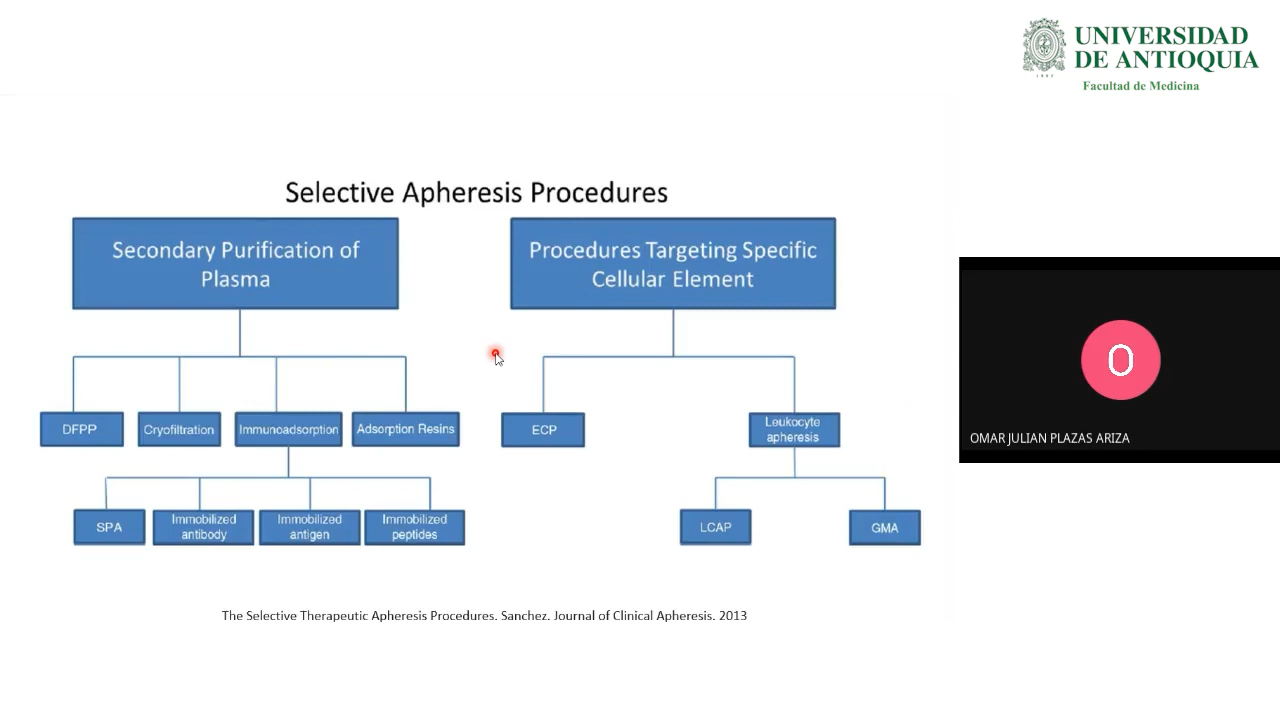 UNIVERSIDAD
DE ANTIOQUIA
1803
Facultad de Medicina
Selective Apheresis Procedures
Secondary Purification of
Plasma
Procedures Targeting Specific
Cellular Element
DFPP
Cryofiltration
Immunoadsorption
Adsorption Resins
ECP
Leukocyte
apheresis
SPA
Immobilized
antibody
Immobilized
antigen
Immobilized
peptides
LCAP
GMA
The Selective Therapeutic Apheresis Procedures. Sanchez. Journal of Clinical Apheresis. 2013
O
OMAR JULIAN PLAZAS ARIZA